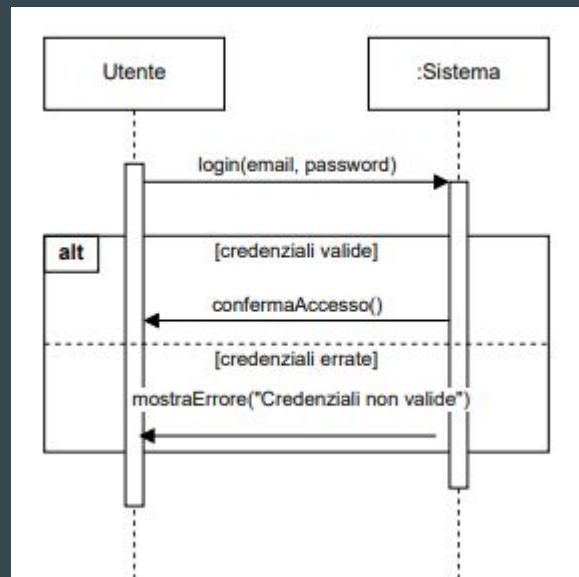 Utente
:Sistema
login(email, password)
alt
[credenziali valide]
confermaAccesso()
[credenziali errate]
mostraErrore("Credenziali non valide")